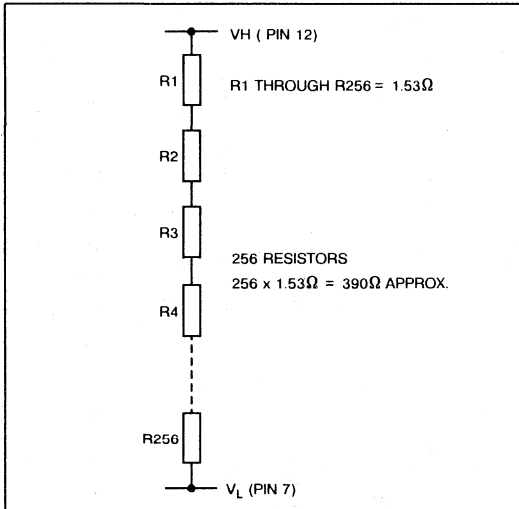 VH ( PIN 12)
R1
R1 THROUGH R256 = 1.53Ω
R2
R3
256 RESISTORS
256 x 1.53Ω = 390Ω APPROX.
R4
R256
VL (PIN 7)